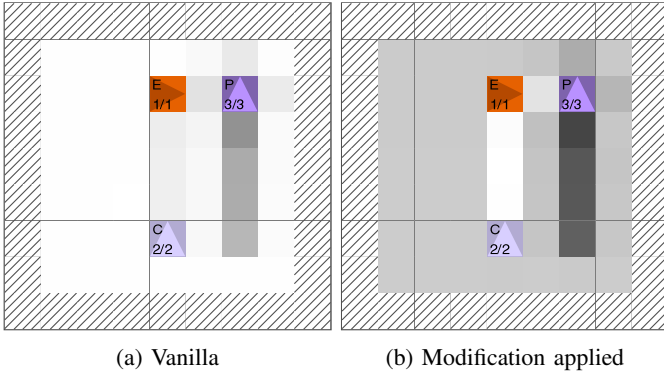 E
1/1
P
3/3
C
2/2
E
1/1
P
3/3
C
2/2
(a) Vanilla
(b) Modification applied